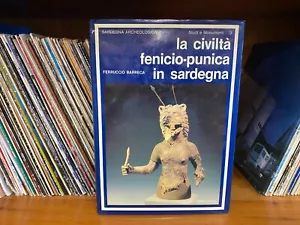 SARDEGNA ARCHEOLOGICA
Studi e Monumenti 3
la civiltà
fenicio-punica
in sardegna
FERRUCCIO BARRECA